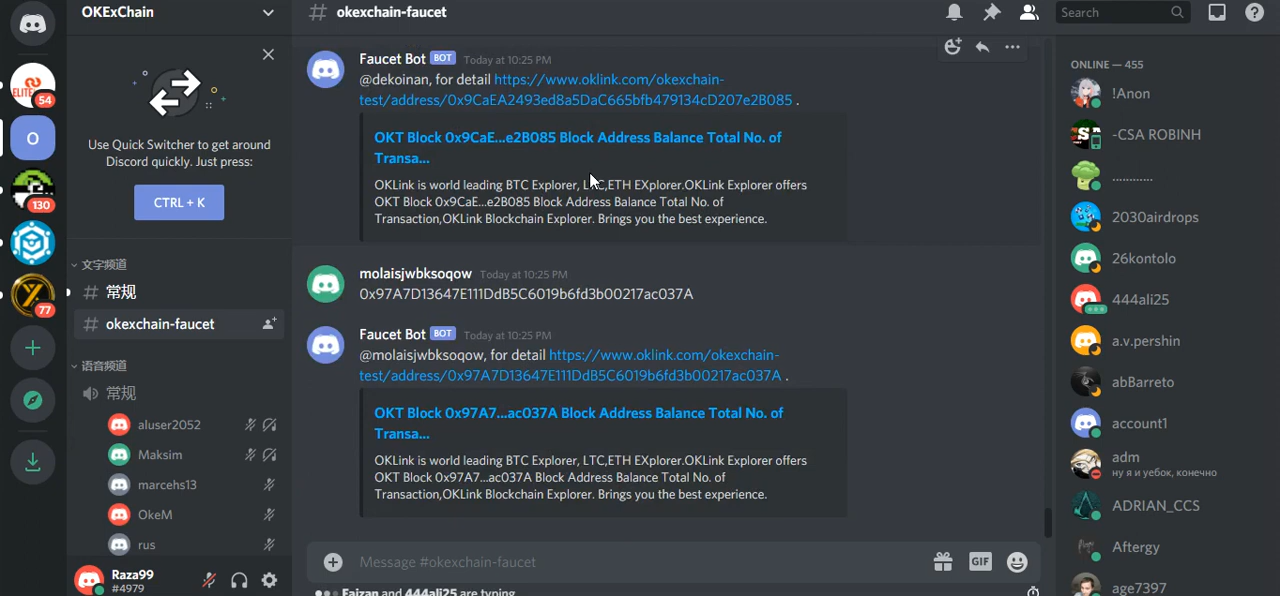 OKExChain
# okexchain-faucet
Search
ELITE
54
O
130
77
Use Quick Switcher to get around
Discord quickly. Just press:
CTRL + K
文字频道
# 常规
# okexchain-faucet
语音频道
常规
aluser2052
Maksim
marcehs13
OkeM
rus
Raza99
#4979
Faucet Bot BOT Today at 10:25 PM
@dekoinan, for detail https://www.oklink.com/okexchain-
test/address/0x9CaEA2493ed8a5DaC665bfb479134cD207e2B085 .
OKT Block 0x9CaE...e2B085 Block Address Balance Total No. of
Transa...
OKLink is world leading BTC Explorer, LTC,ETH EXplorer.OKLink Explorer offers
OKT Block 0x9CaE...e2B085 Block Address Balance Total No. of
Transaction,OKLink Blockchain Explorer. Brings you the best experience.
molaisjwbksoqow Today at 10:25 PM
0x97A7D13647E111DdB5C6019b6fd3b00217ac037A
Faucet Bot BOT Today at 10:25 PM
@molaisjwbksoqow, for detail https://www.oklink.com/okexchain-
test/address/0x97A7D13647E111DdB5C6019b6fd3b00217ac037A .
OKT Block 0x97A7...ac037A Block Address Balance Total No. of
Transa...
OKLink is world leading BTC Explorer, LTC,ETH EXplorer.OKLink Explorer offers
OKT Block 0x97A7...ac037A Block Address Balance Total No. of
Transaction,OKLink Blockchain Explorer. Brings you the best experience.
Message #okexchain-faucet
GIF
Faizan and 444ali25 are typing
ONLINE — 455
!Anon
-CSA ROBINH
............
2030airdrops
26kontolo
444ali25
a.v.pershin
abBarreto
account1
adm
ну я и уебок, конечно
ADRIAN_CCS
Aftergy
age7397